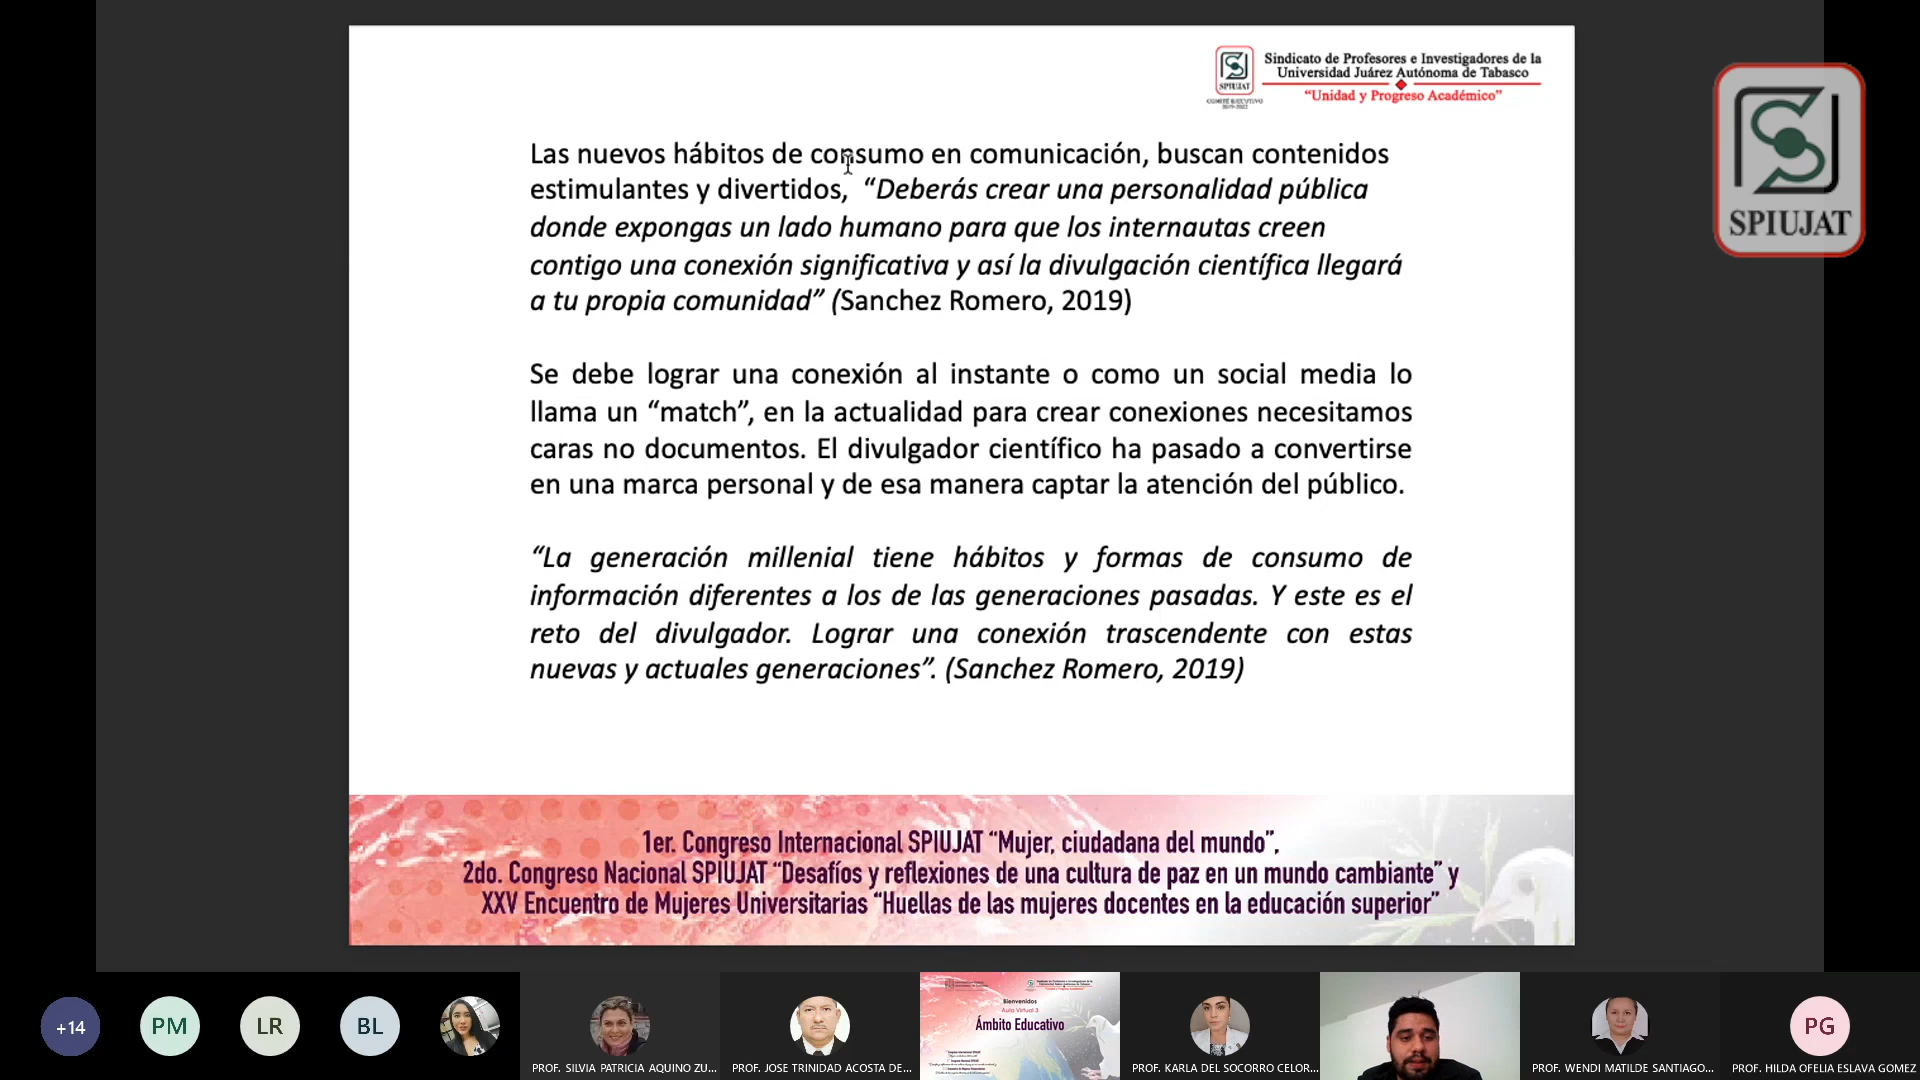 SPIUJAT
COMITÉ EJECUTIVO
2019-2022
Sindicato de Profesores e Investigadores de la
Universidad Juárez Autónoma de Tabasco
“Unidad y Progreso Académico”
SPIUJAT
Las nuevos hábitos de consumo en comunicación, buscan contenidos
estimulantes y divertidos, “Deberás crear una personalidad pública
donde expongas un lado humano para que los internautas creen
contigo una conexión significativa y así la divulgación científica llegará
a tu propia comunidad” (Sanchez Romero, 2019)
Se debe lograr una conexión al instante o como un social media lo
llama un “match”, en la actualidad para crear conexiones necesitamos
caras no documentos. El divulgador científico ha pasado a convertirse
en una marca personal y de esa manera captar la atención del público.
“La generación millenial tiene hábitos y formas de consumo de
información diferentes a los de las generaciones pasadas. Y este es el
reto del divulgador. Lograr una conexión trascendente con estas
nuevas y actuales generaciones”. (Sanchez Romero, 2019)
1er. Congreso Internacional SPIUJAT “Mujer, ciudadana del mundo”,
2do. Congreso Nacional SPIUJAT “Desafíos y reflexiones de una cultura de paz en un mundo cambiante” y
XXV Encuentro de Mujeres Universitarias “Huellas de las mujeres docentes en la educación superior”
+14
PM
LR
BL
PROF. SILVIA PATRICIA AQUINO ZU...
PROF. JOSE TRINIDAD ACOSTA DE...
Bienvenidos
Aula Virtual 3
Ámbito Educativo
PROF. KARLA DEL SOCORRO CELOR...
PROF. WENDI MATILDE SANTIAGO...
PG
PROF. HILDA OFELIA ESLAVA GOMEZ